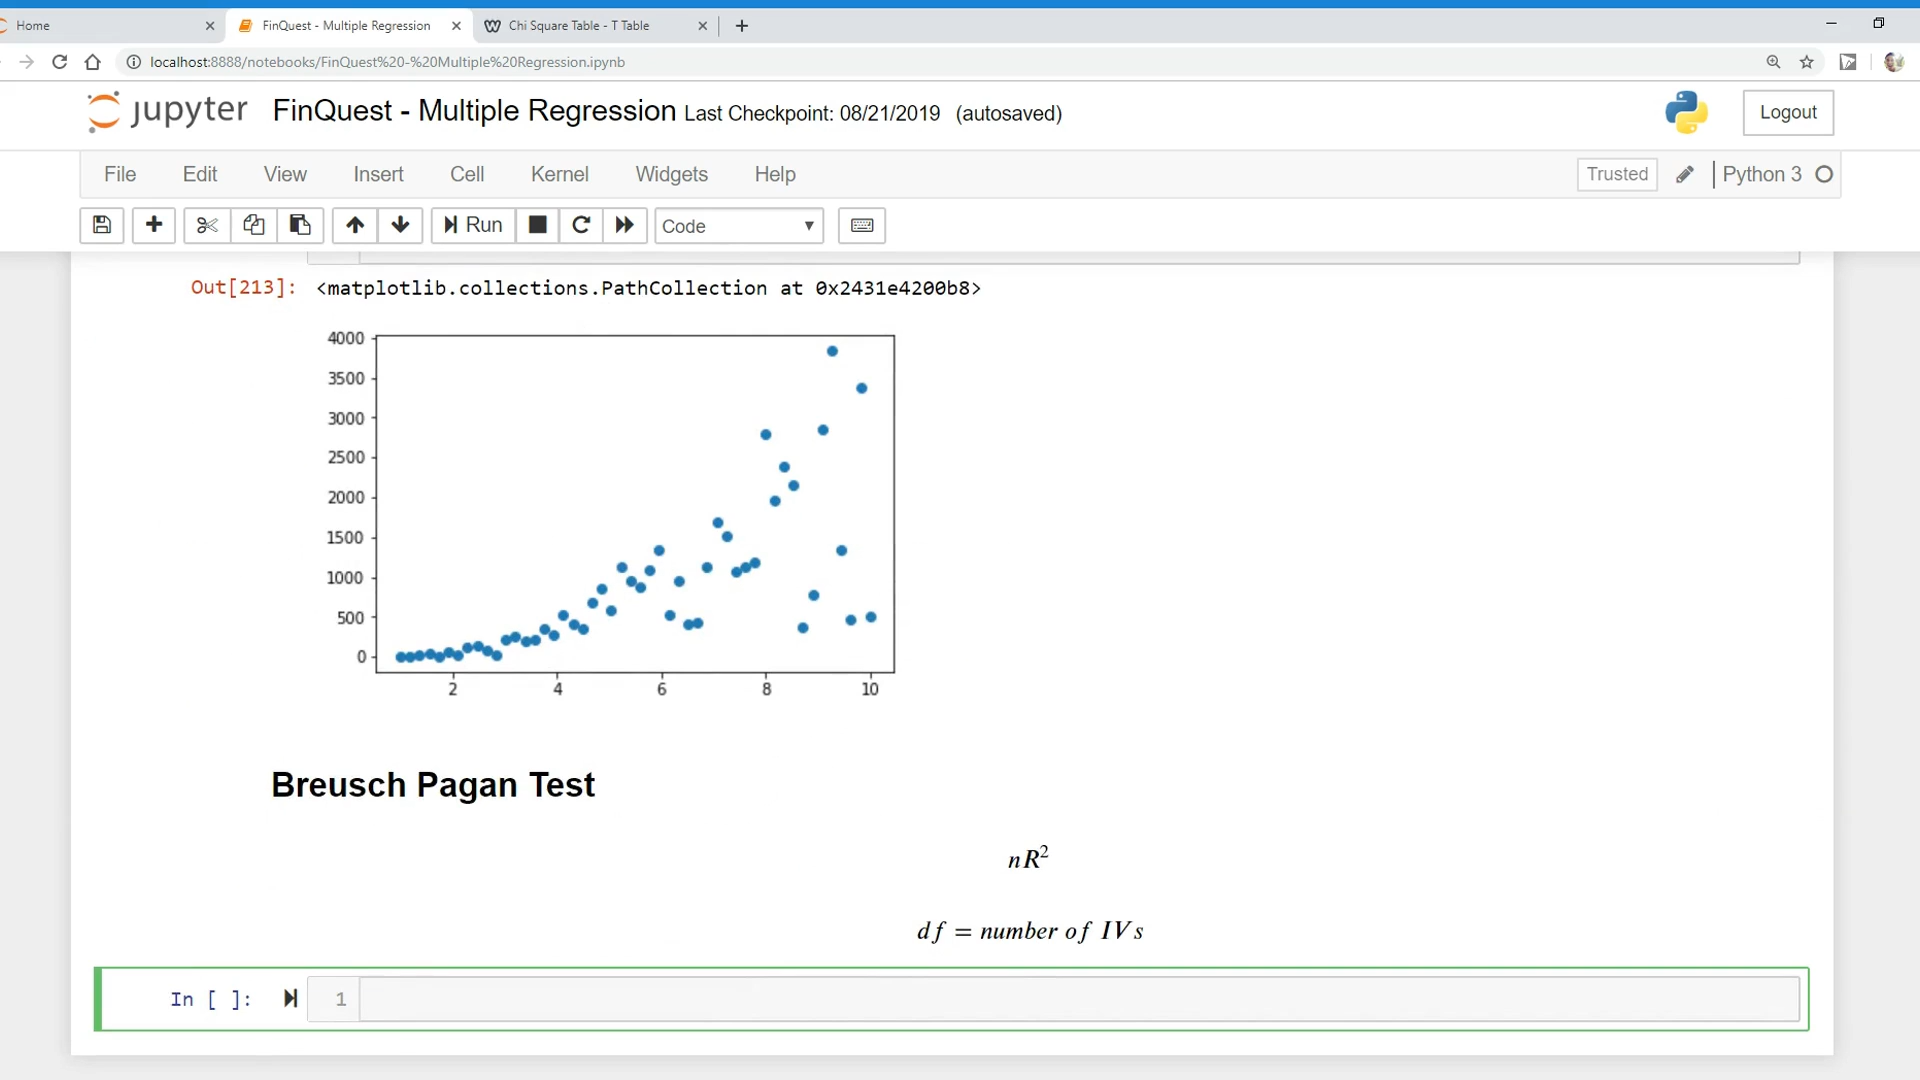 Home
FinQuest - Multiple Regression
Chi Square Table - T Table
localhost:8888/notebooks/FinQuest%20-%20Multiple%20Regression.ipynb
jupyter FinQuest - Multiple Regression Last Checkpoint: 08/21/2019 (autosaved)
Logout
File Edit View Insert Cell Kernel Widgets Help
Trusted
Python 3
Run
Code
Out[213]: <matplotlib.collections.PathCollection at 0x2431e4200b8>
4000
3500
3000
2500
2000
1500
1000
500
0
2 4 6 8 10
Breusch Pagan Test
nR²
df = number of IVs
In [ ]: 1